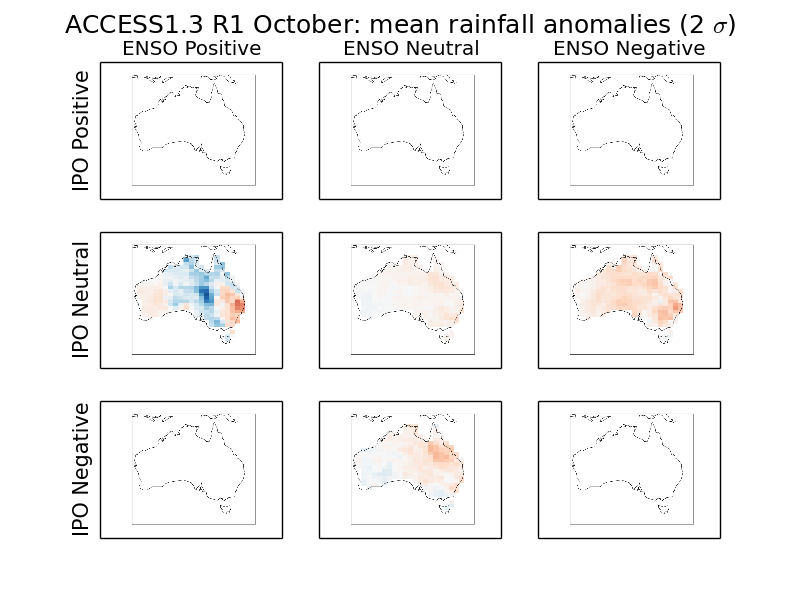 ACCESS1.3 R1 October: mean rainfall anomalies (2 σ)
ENSO Positive ENSO Neutral ENSO Negative
IPO Positive
IPO Neutral
IPO Negative